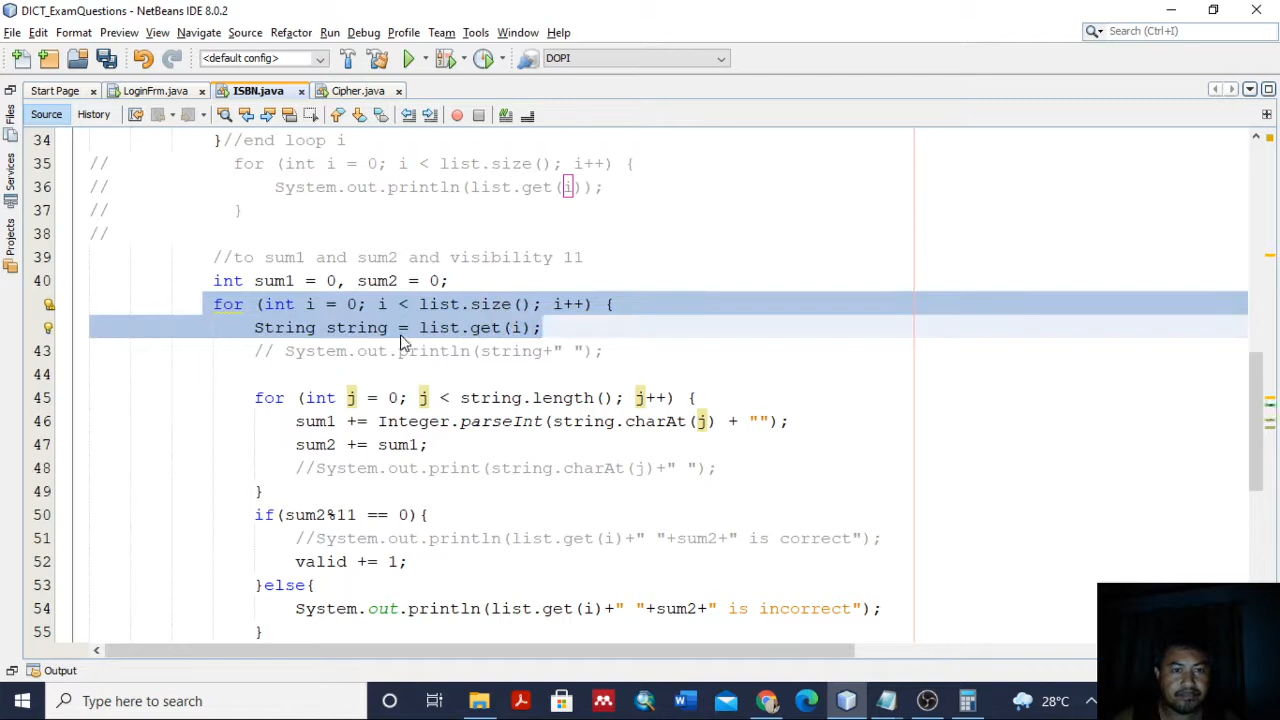 DICT_ExamQuestions - NetBeans IDE 8.0.2
File Edit Format Preview View Navigate Source Refactor Run Debug Profile Team Tools Window Help
Search (Ctrl+I)
<default config>
DOPI
Start Page
LoginFrm.java
ISBN.java
Cipher.java
Source
History
Files
Services
Projects
34 }//end loop i
35 // for (int i = 0; i < list.size(); i++) {
36 // System.out.println(list.get(i));
37 // }
38 //
39 //to sum1 and sum2 and visibility 11
40 int sum1 = 0, sum2 = 0;
for (int i = 0; i < list.size(); i++) {
String string = list.get(i);
43 // System.out.println(string+" ");
44
45 for (int j = 0; j < string.length(); j++) {
46 sum1 += Integer.parseInt(string.charAt(j) + "");
47 sum2 += sum1;
48 //System.out.print(string.charAt(j)+" ");
49 }
50 if(sum2%11 == 0){
51 //System.out.println(list.get(i)+" "+sum2+" is correct");
52 valid += 1;
53 }else{
54 System.out.println(list.get(i)+" "+sum2+" is incorrect");
55 }
Output
Type here to search
28°C